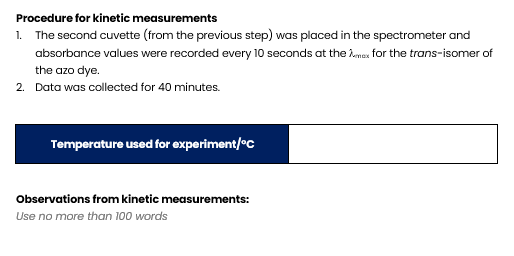 Procedure for kinetic measurements
1. The second cuvette (from the previous step) was placed in the spectrometer and
absorbance values were recorded every 10 seconds at the λmax for the trans-isomer of
the azo dye.
2. Data was collected for 40 minutes.
Temperature used for experiment/°C
Observations from kinetic measurements:
Use no more than 100 words